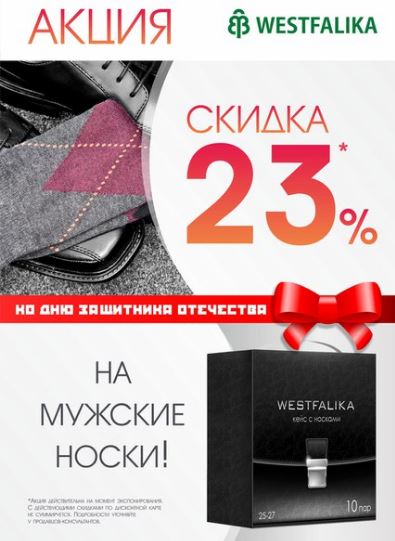 АКЦИЯ
WESTFALIKA
СКИДКА
23*%
КО ДНЮ ЗАЩИТНИКА ОТЕЧЕСТВА
НА
МУЖСКИЕ
НОСКИ!
WESTFALIKA
кейс с носками
25-27
10 пар
*Акция действительна на момент экспонирования.
С действующими скидками по дисконтной карте
не суммируется. Подробности уточняйте
у продавцов-консультантов.